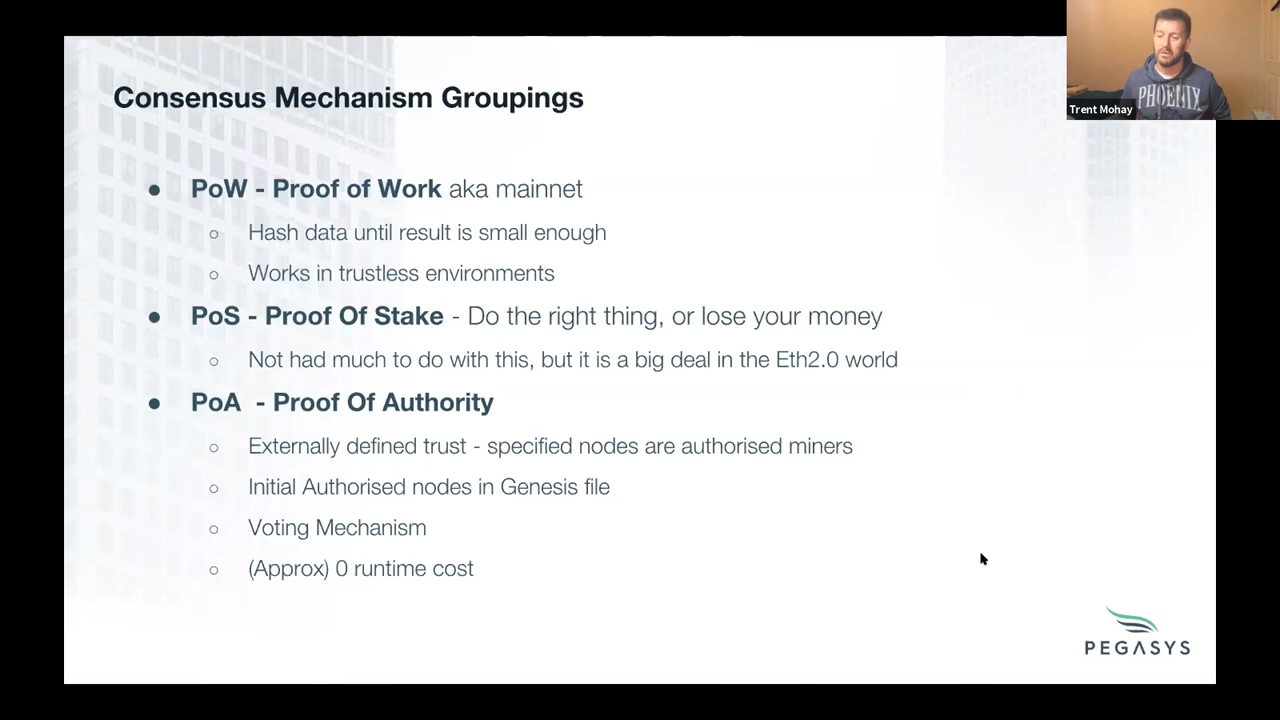 Consensus Mechanism Groupings
PHOENIX
Trent Mohay
● PoW - Proof of Work aka mainnet
○ Hash data until result is small enough
○ Works in trustless environments
● PoS - Proof Of Stake - Do the right thing, or lose your money
○ Not had much to do with this, but it is a big deal in the Eth2.0 world
● PoA - Proof Of Authority
○ Externally defined trust - specified nodes are authorised miners
○ Initial Authorised nodes in Genesis file
○ Voting Mechanism
○ (Approx) 0 runtime cost
PEGASYS